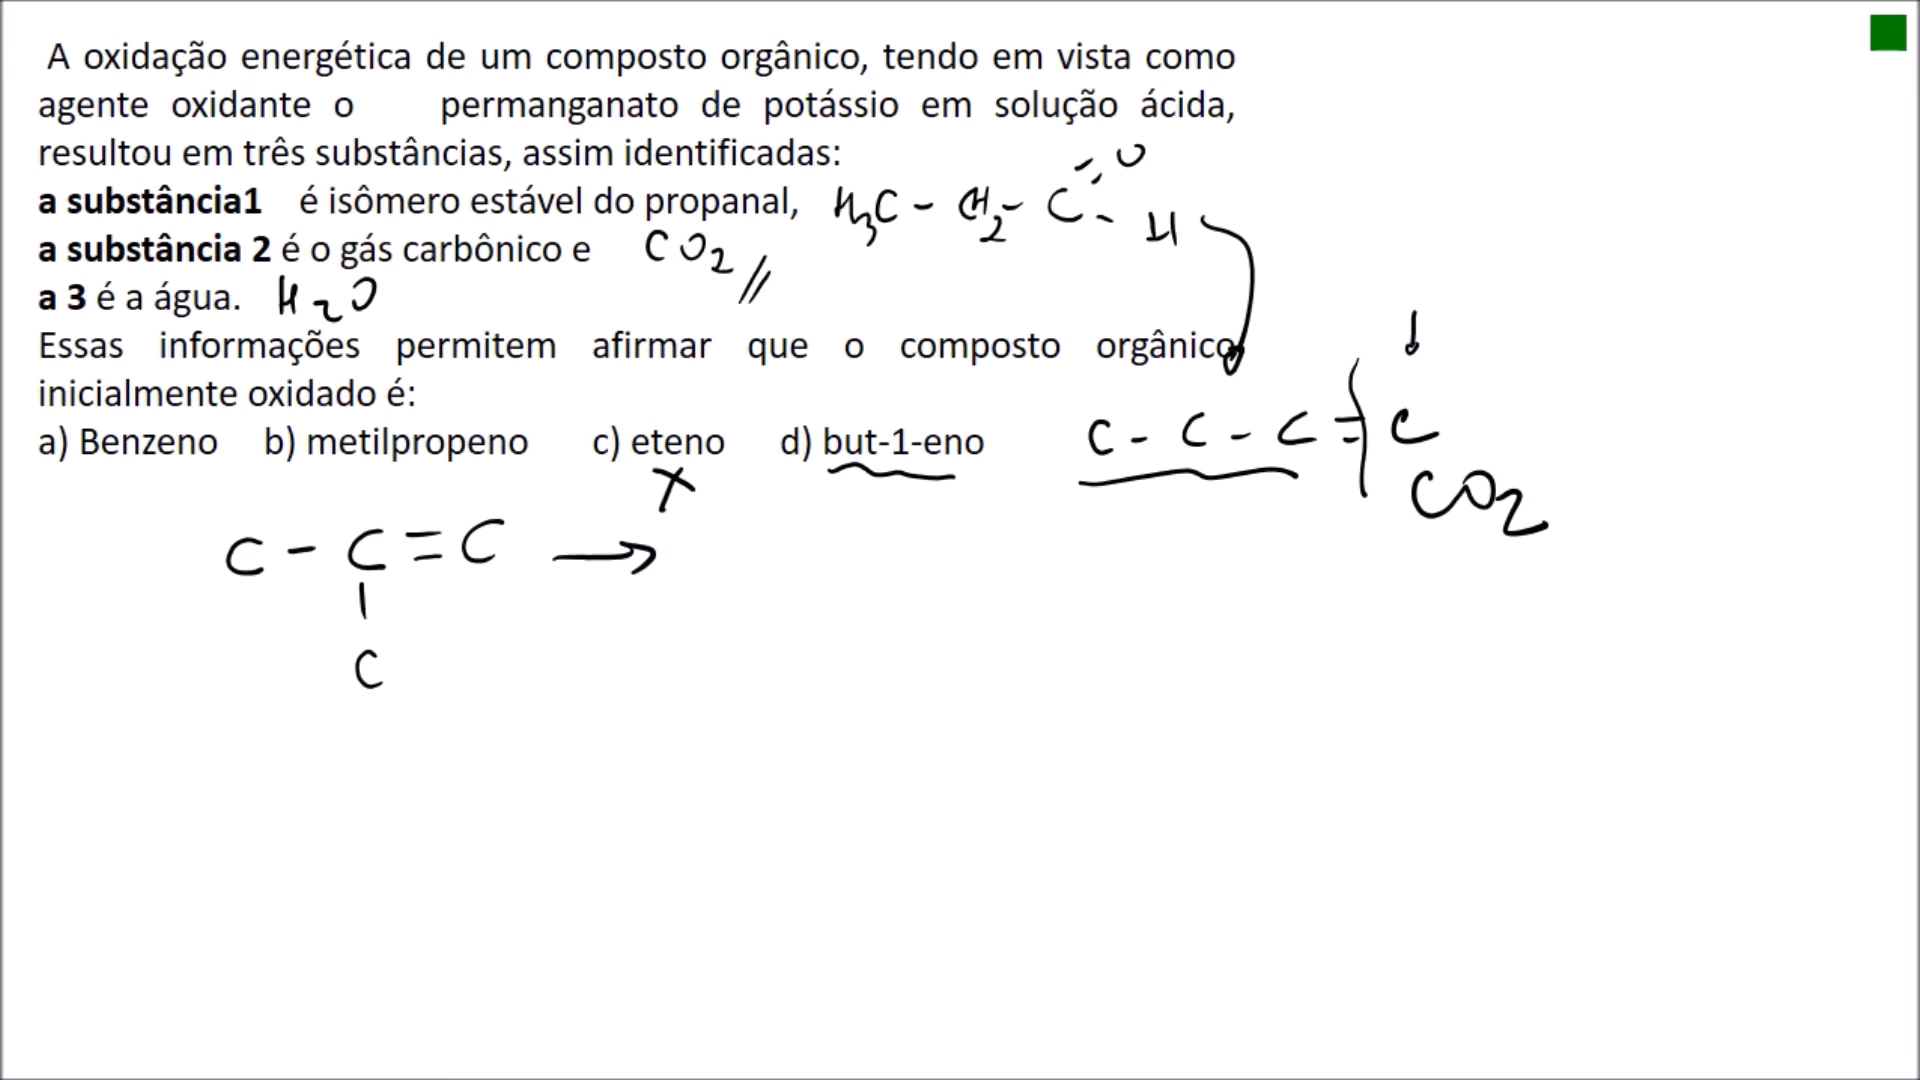 A oxidação energética de um composto orgânico, tendo em vista como
agente oxidante o permanganato de potássio em solução ácida,
resultou em três substâncias, assim identificadas:
a substância1 é isômero estável do propanal, H₃C - CH₂ - C = O - H
a substância 2 é o gás carbônico e CO₂ //
a 3 é a água. H₂O
Essas informações permitem afirmar que o composto orgânico
inicialmente oxidado é:
a) Benzeno b) metilpropeno c) eteno d) but-1-eno
C - C - C = C
X
CO₂
C - C = C →
C